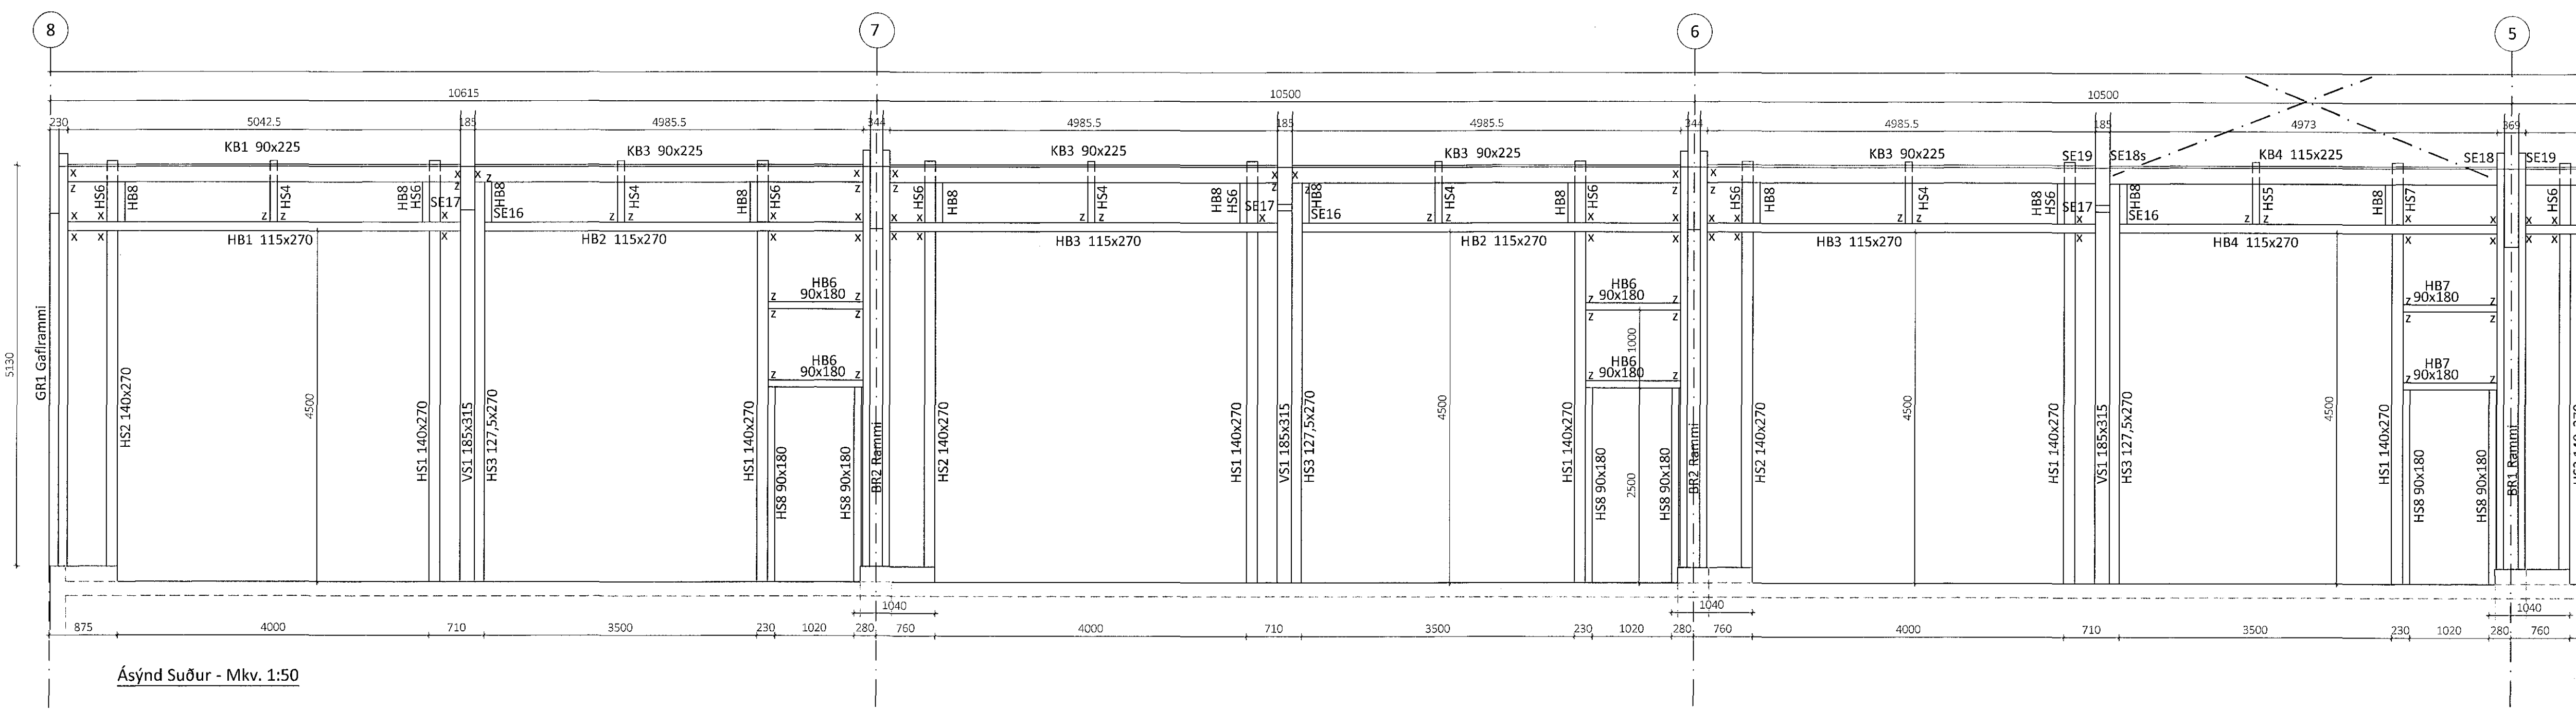 8 7 6 5
10615 10500 10500
230 5042.5 185 4985.5 344 4985.5 185 4985.5 344 4985.5 185 4973 369
KB1 90x225 KB3 90x225 KB3 90x225 KB3 90x225 KB3 90x225 SE19 SE18s KB4 115x225 SE18 SE19
x x x x x x x x x
z z z z z z z z
HS6 HB8 HS4 HB8 HS6 HB8 HS4 HB8 HS6 HS6 HB8 HS4 HB8 HS6 HB8 HS4 HB8 HS6 HS6 HB8 HS4 HB8 HS6 HB8 HS5 HB8 HS7 HS6
SE17 SE16 SE17 SE16 SE17 SE16
x x z z x z z x x x x z z x z z x x x x z z x z z x x x x
HB1 115x270 HB2 115x270 HB3 115x270 HB2 115x270 HB3 115x270 HB4 115x270
x x x x x x x x x x x x x x x x x x
HB6 HB6 HB7
z 90x180 z z 90x180 z z 90x180 z
z z z z z z
HB6 HB6 HB7
z 90x180 z z 90x180 z z 90x180 z
5130
GR1 Gaflrammi
HS2 140x270
4500
HS1 140x270
VS1 185x315
HS3 127,5x270
HS1 140x270
HS8 90x180
HS8 90x180
BR2 Rammi
HS2 140x270
HS1 140x270
VS1 185x315
HS3 127,5x270
4500
HS1 140x270
HS8 90x180
1000
2500
HS8 90x180
BR2 Rammi
HS2 140x270
4500
HS1 140x270
VS1 185x315
HS3 127,5x270
4500
HS1 140x270
HS8 90x180
HS8 90x180
BR1 Rammi
1040 1040 1040
875 4000 710 3500 230 1020 280 760 4000 710 3500 230 1020 280 760 4000 710 3500 230 1020 280 760
Ásýnd Suður - Mkv. 1:50